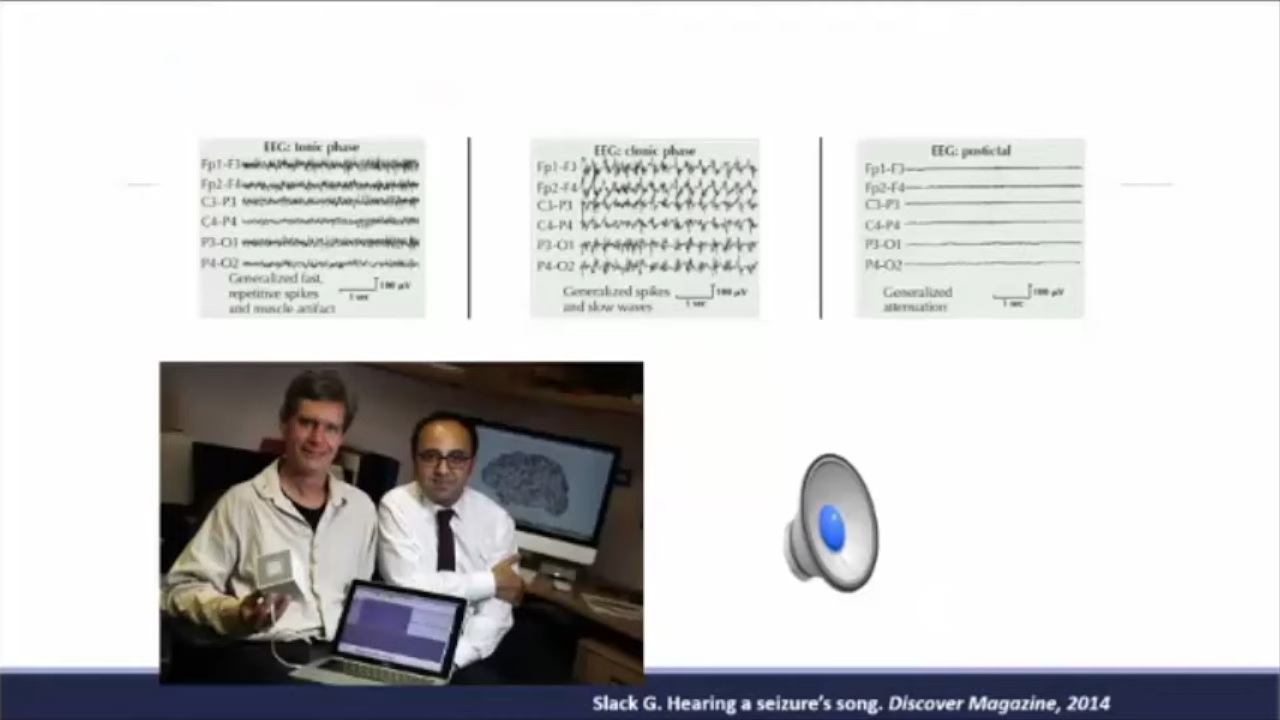 EEG: tonic phase
Fp1-F3
Fp2-F4
C3-P3
C4-P4
P3-O1
P4-O2
Generalized fast,
repetitive spikes
and muscle artifact
100 µV
1 sec
EEG: clonic phase
Fp1-F3
Fp2-F4
C3-P3
C4-P4
P3-O1
P4-O2
Generalized spikes
and slow waves
100 µV
1 sec
EEG: postictal
Fp1-F3
Fp2-F4
C3-P3
C4-P4
P3-O1
P4-O2
Generalized
attenuation
100 µV
1 sec
Slack G. Hearing a seizure's song. Discover Magazine, 2014